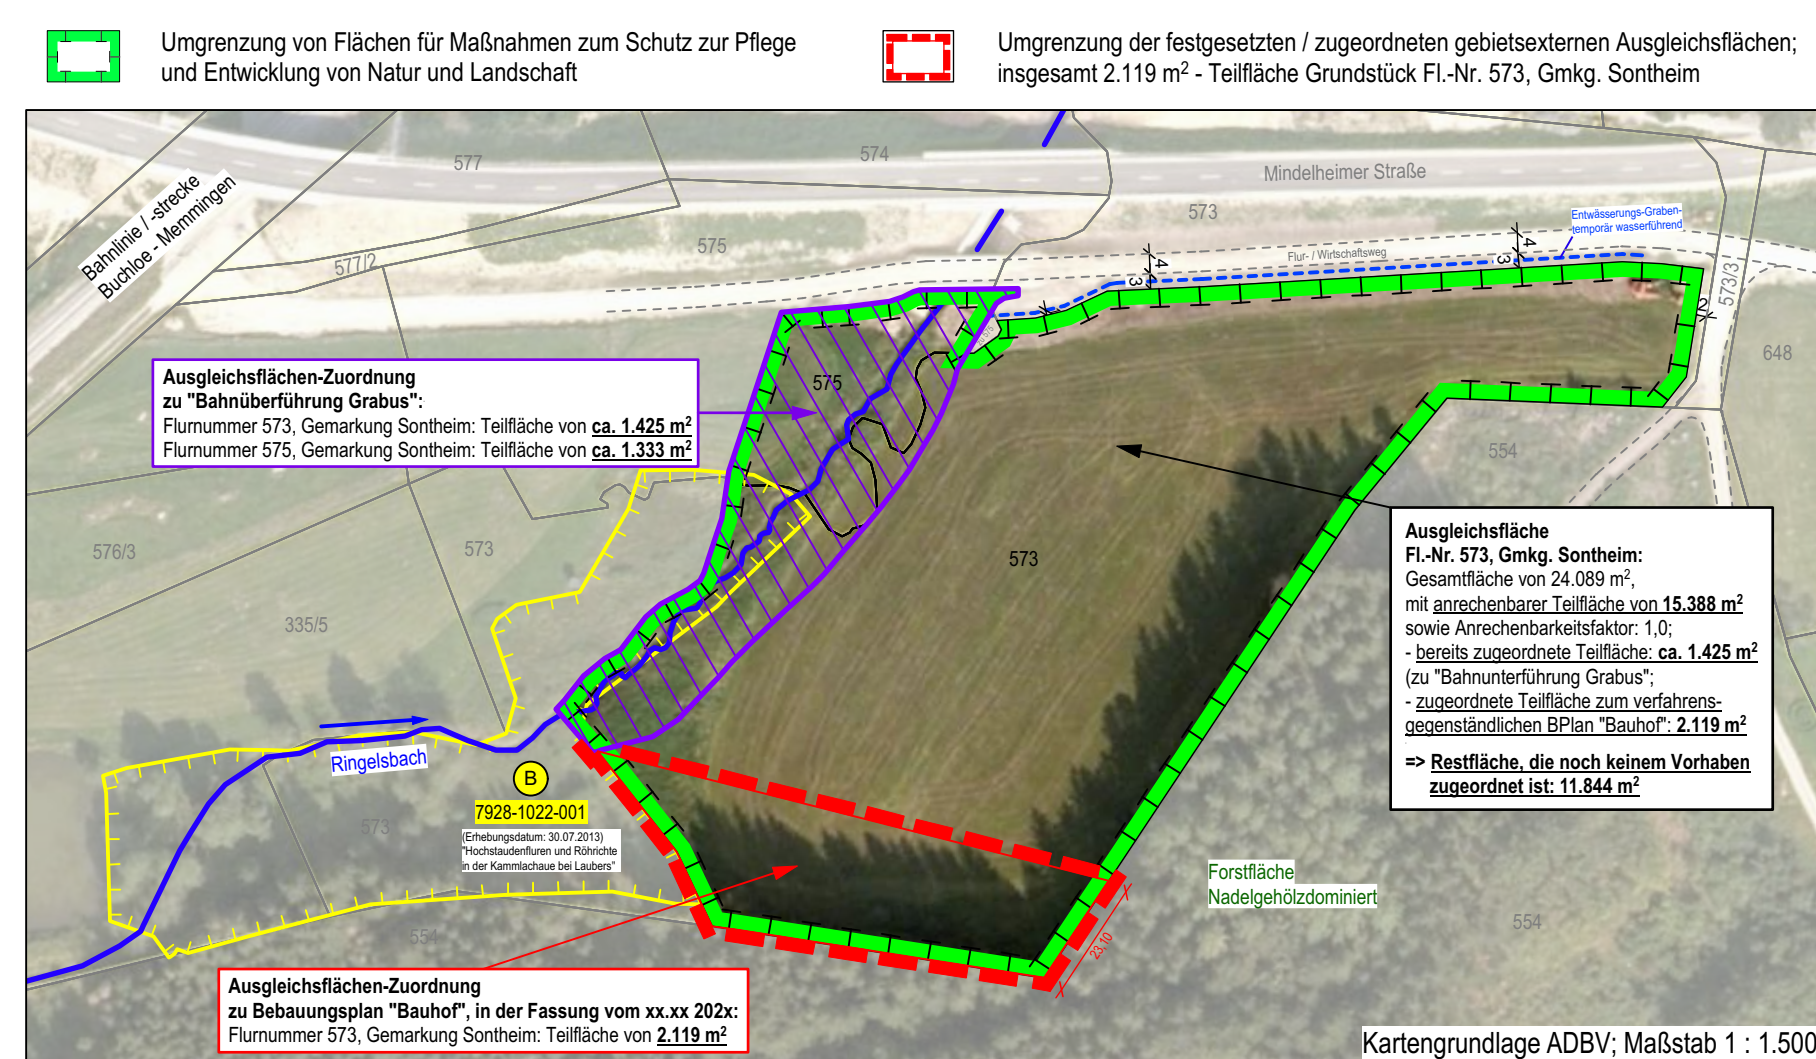 Umgrenzung von Flächen für Maßnahmen zum Schutz zur Pflege
und Entwicklung von Natur und Landschaft
Umgrenzung der festgesetzten / zugeordneten gebietsexternen Ausgleichsflächen;
insgesamt 2.119 m² - Teilfläche Grundstück Fl.-Nr. 573, Gmkg. Sontheim
577
574
Mindelheimer Straße
Bahnlinie / -strecke
Buchloe - Memmingen
573
Entwässerungs-Graben-
temporär wasserführend
575
577/2
Flur- / Wirtschaftsweg
4
3
4
3
573/3
2
648
Ausgleichsflächen-Zuordnung
zu "Bahnüberführung Grabus":
Flurnummer 573, Gemarkung Sontheim: Teilfläche von ca. 1.425 m²
Flurnummer 575, Gemarkung Sontheim: Teilfläche von ca. 1.333 m²
575
554
576/3
573
573
Ausgleichsfläche
Fl.-Nr. 573, Gmkg. Sontheim:
Gesamtfläche von 24.089 m²,
mit anrechenbarer Teilfläche von 15.388 m²
sowie Anrechenbarkeitsfaktor: 1,0;
- bereits zugeordnete Teilfläche: ca. 1.425 m²
(zu "Bahnunterführung Grabus";
- zugeordnete Teilfläche zum verfahrens-
gegenständlichen BPlan "Bauhof": 2.119 m²
=> Restfläche, die noch keinem Vorhaben
zugeordnet ist: 11.844 m²
335/5
Ringelsbach
B
7928-1022-001
(Erhebungsdatum: 30.07.2013)
"Hochstaudenfluren und Röhrichte
in der Kammlachaue bei Laubers"
573
Forstfläche
Nadelgehölzdominiert
554
554
23,10
Ausgleichsflächen-Zuordnung
zu Bebauungsplan "Bauhof", in der Fassung vom xx.xx 202x:
Flurnummer 573, Gemarkung Sontheim: Teilfläche von 2.119 m²
Kartengrundlage ADBV; Maßstab 1 : 1.500